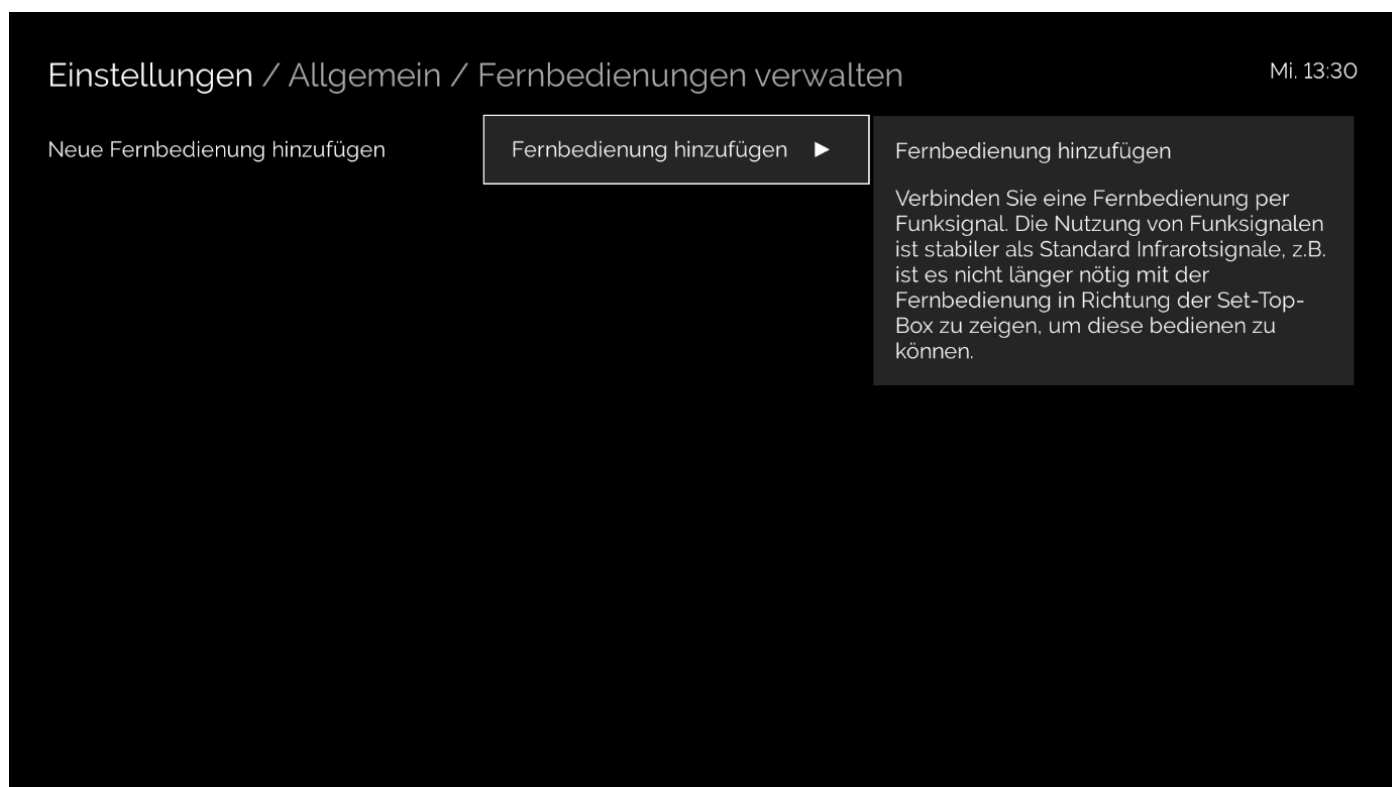 Einstellungen / Allgemein / Fernbedienungen verwalten
Mi. 13:30
Neue Fernbedienung hinzufügen
Fernbedienung hinzufügen ►
Fernbedienung hinzufügen
Verbinden Sie eine Fernbedienung per
Funksignal. Die Nutzung von Funksignalen
ist stabiler als Standard Infrarotsignale, z.B.
ist es nicht länger nötig mit der
Fernbedienung in Richtung der Set-Top-
Box zu zeigen, um diese bedienen zu
können.